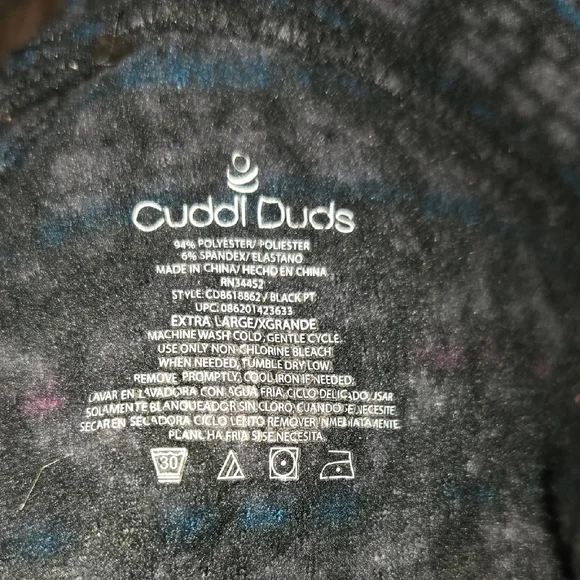 Cuddl Duds
94% POLYESTER/ POLIESTER
6% SPANDEX/ ELASTANO
MADE IN CHINA/ HECHO EN CHINA
RN34452
STYLE: CD8618862 / BLACK PT
UPC: 086201423633
EXTRA LARGE/XGRANDE
MACHINE WASH COLD, GENTLE CYCLE.
USE ONLY NON-CHLORINE BLEACH
WHEN NEEDED, TUMBLE DRY LOW.
REMOVE PROMPTLY, COOL IRON IF NEEDED.
LAVAR EN LAVADORA CON AGUA FRIA, CICLO DELICADO, USAR
SOLAMENTE BLANQUEADOR SIN CLORO, CUANDO SE NECESITE.
SECAR EN SECADORA CICLO LENTO REMOVER INMEDIATAMENTE.
PLANCHA FRIA SI SE NECESITA.
30